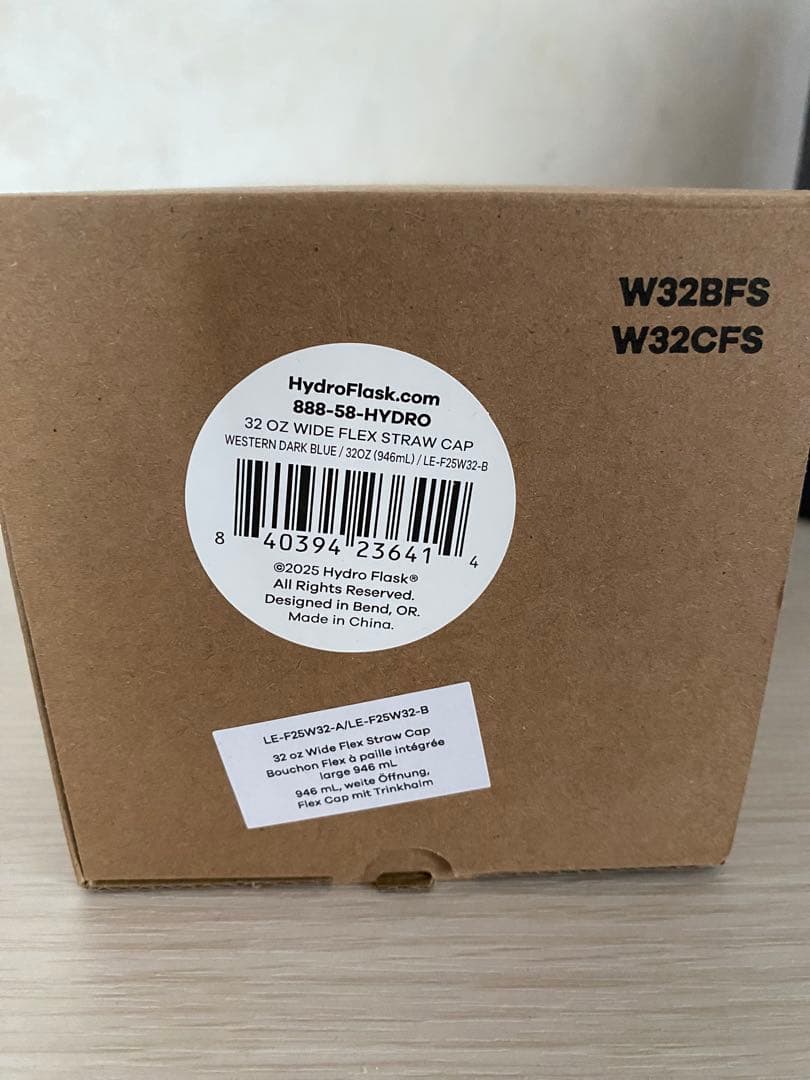 W32BFS
W32CFS
HydroFlask.com
888-58-HYDRO
32 OZ WIDE FLEX STRAW CAP
WESTERN DARK BLUE / 32OZ (946mL) / LE-F25W32-B
8 40394 23641 4
©2025 Hydro Flask®
All Rights Reserved.
Designed in Bend, OR.
Made in China.
LE-F25W32-A/LE-F25W32-B
32 oz Wide Flex Straw Cap
Bouchon Flex à paille intégrée
large 946 mL
946 mL, weite Öffnung,
Flex Cap mit Trinkhalm